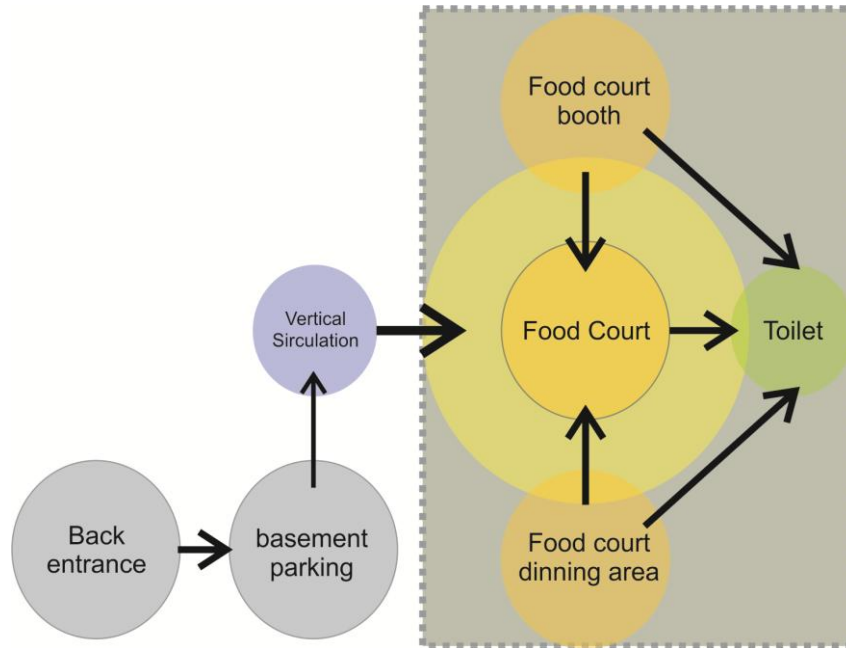 Food court
booth
Vertical
Sirculation
Food Court
Toilet
Back
entrance
basement
parking
Food court
dinning area